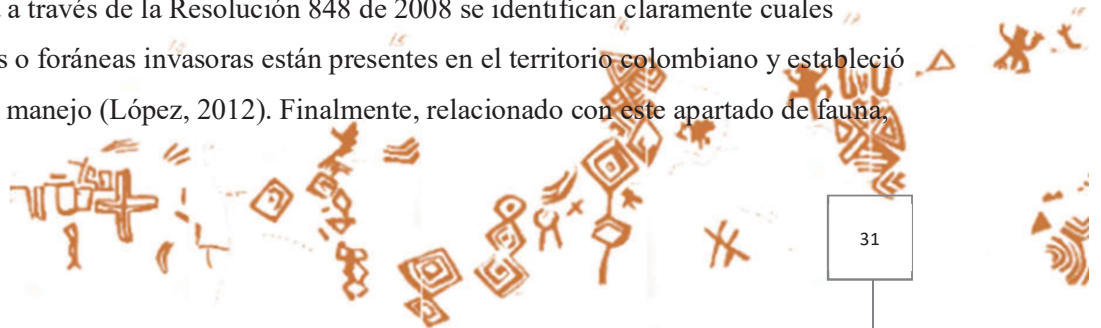 a través de la Resolución 848 de 2008 se identifican claramente cuales
s o foráneas invasoras están presentes en el territorio colombiano y estableció
manejo (López, 2012). Finalmente, relacionado con este apartado de fauna,
31